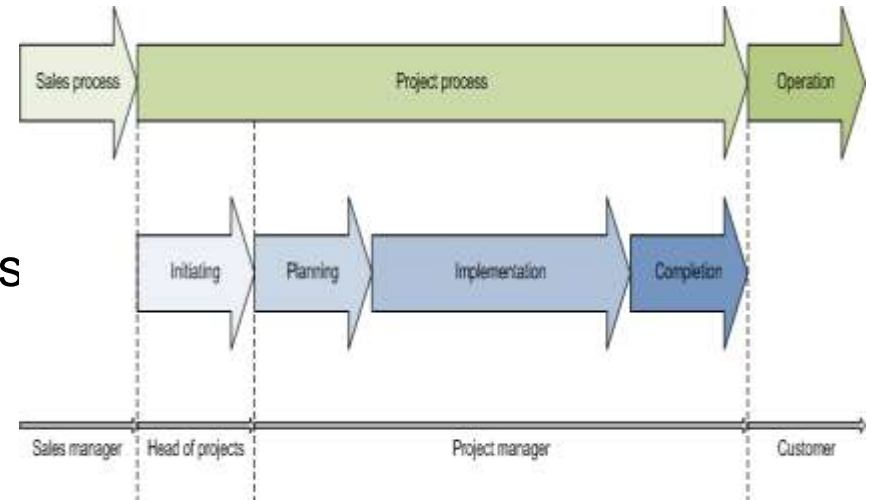 Sales process
Project process
Operation
s
Initiating
Planning
Implementation
Completion
Sales manager
Head of projects
Project manager
Customer